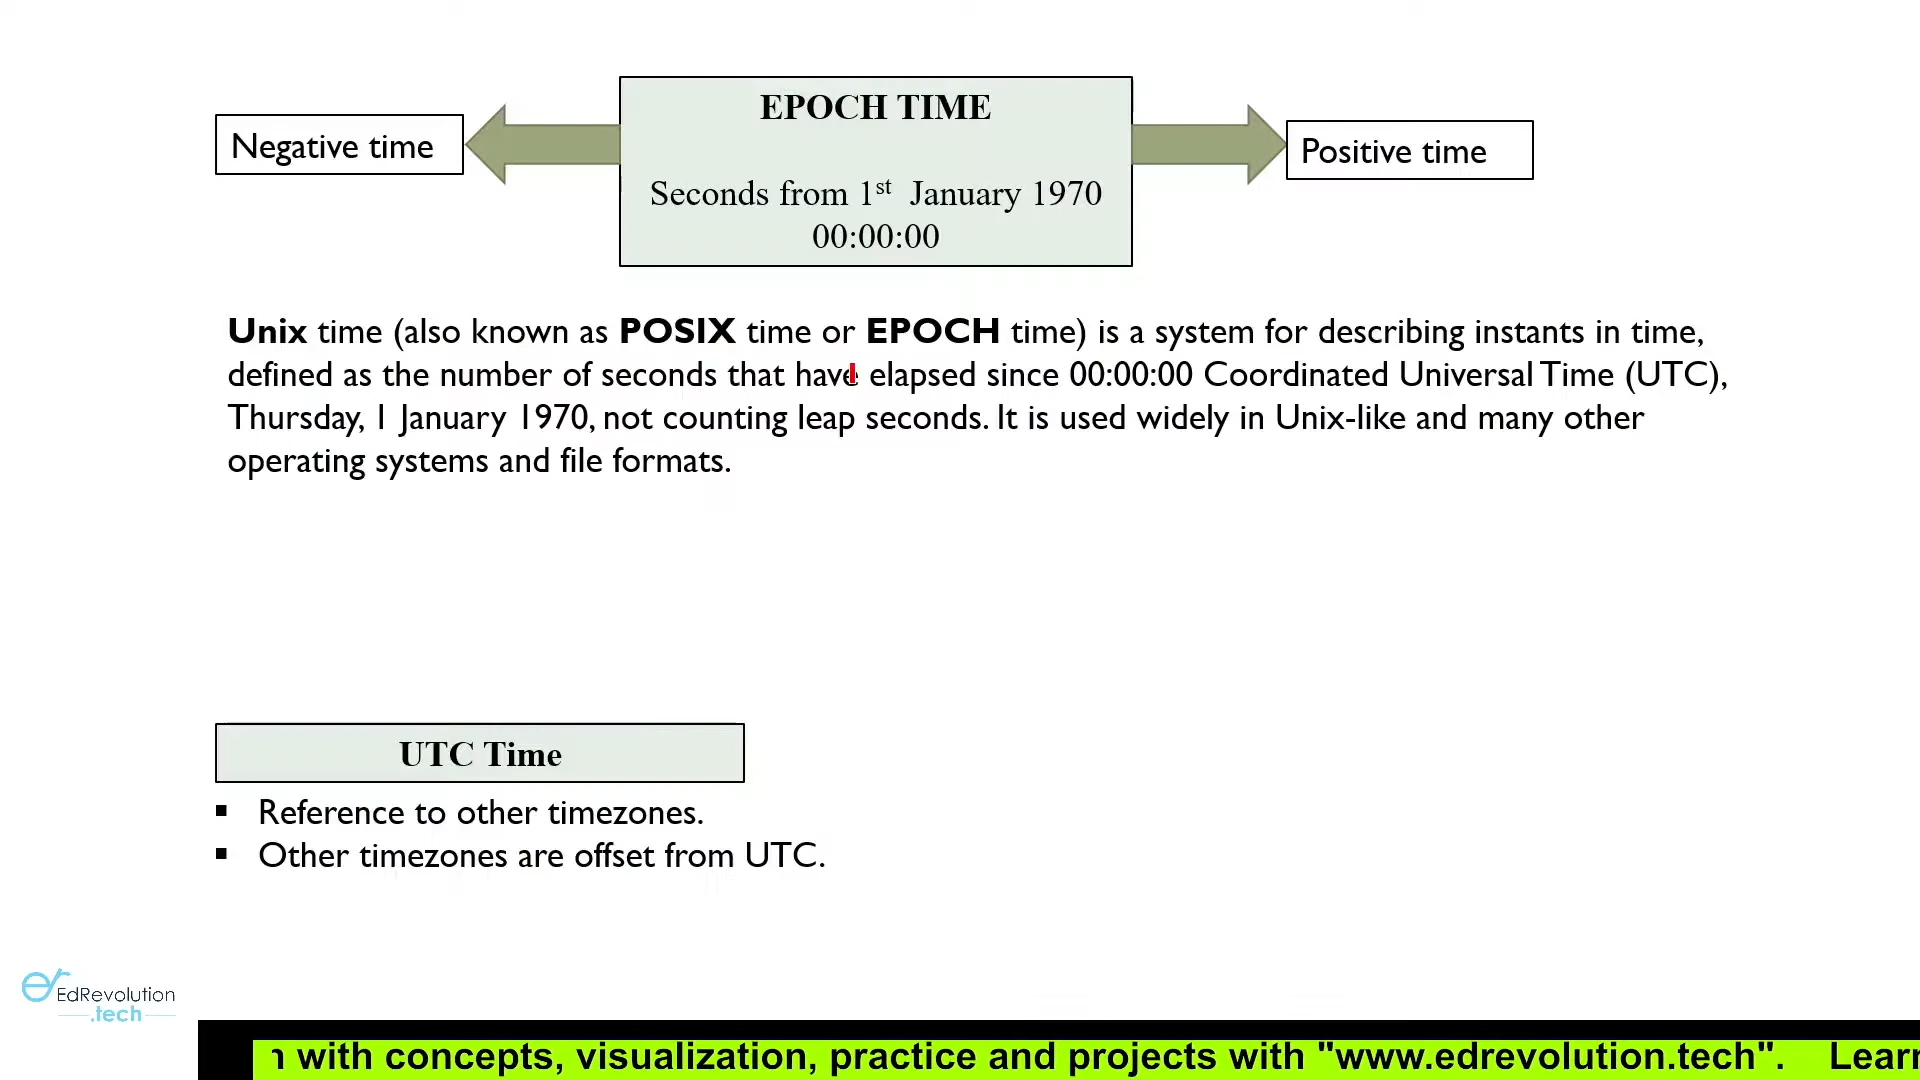 EPOCH TIME
Negative time
Positive time
Seconds from 1st January 1970
00:00:00
Unix time (also known as POSIX time or EPOCH time) is a system for describing instants in time,
defined as the number of seconds that have elapsed since 00:00:00 Coordinated Universal Time (UTC),
Thursday, 1 January 1970, not counting leap seconds. It is used widely in Unix-like and many other
operating systems and file formats.
UTC Time
▪ Reference to other timezones.
▪ Other timezones are offset from UTC.
EdRevolution
.tech
with concepts, visualization, practice and projects with "www.edrevolution.tech". Learn